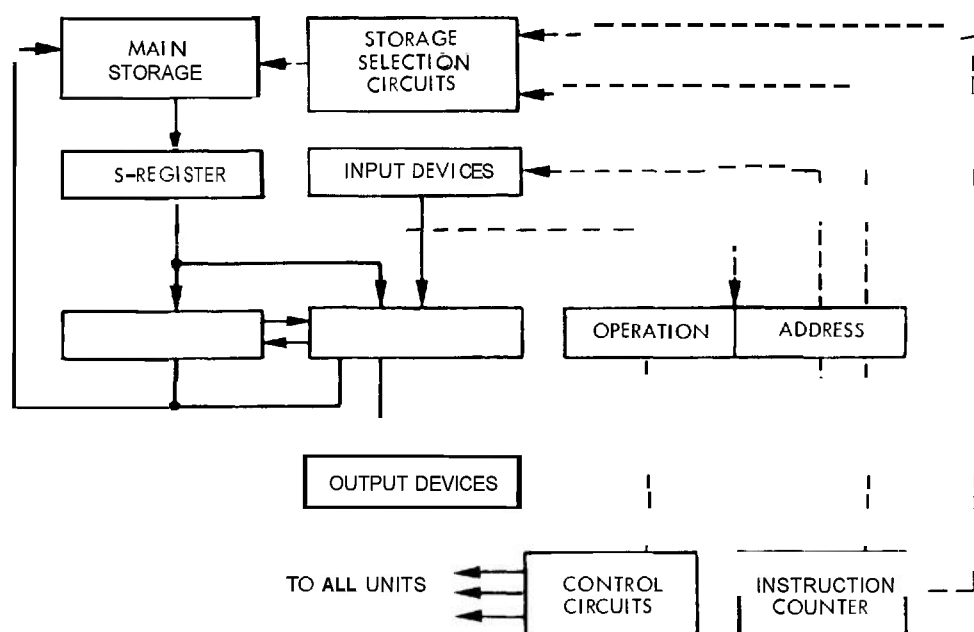 MAIN
STORAGE
STORAGE
SELECTION
CIRCUITS
S-REGISTER
INPUT DEVICES
OPERATION
ADDRESS
OUTPUT DEVICES
TO ALL UNITS
CONTROL
CIRCUITS
INSTRUCTION
COUNTER